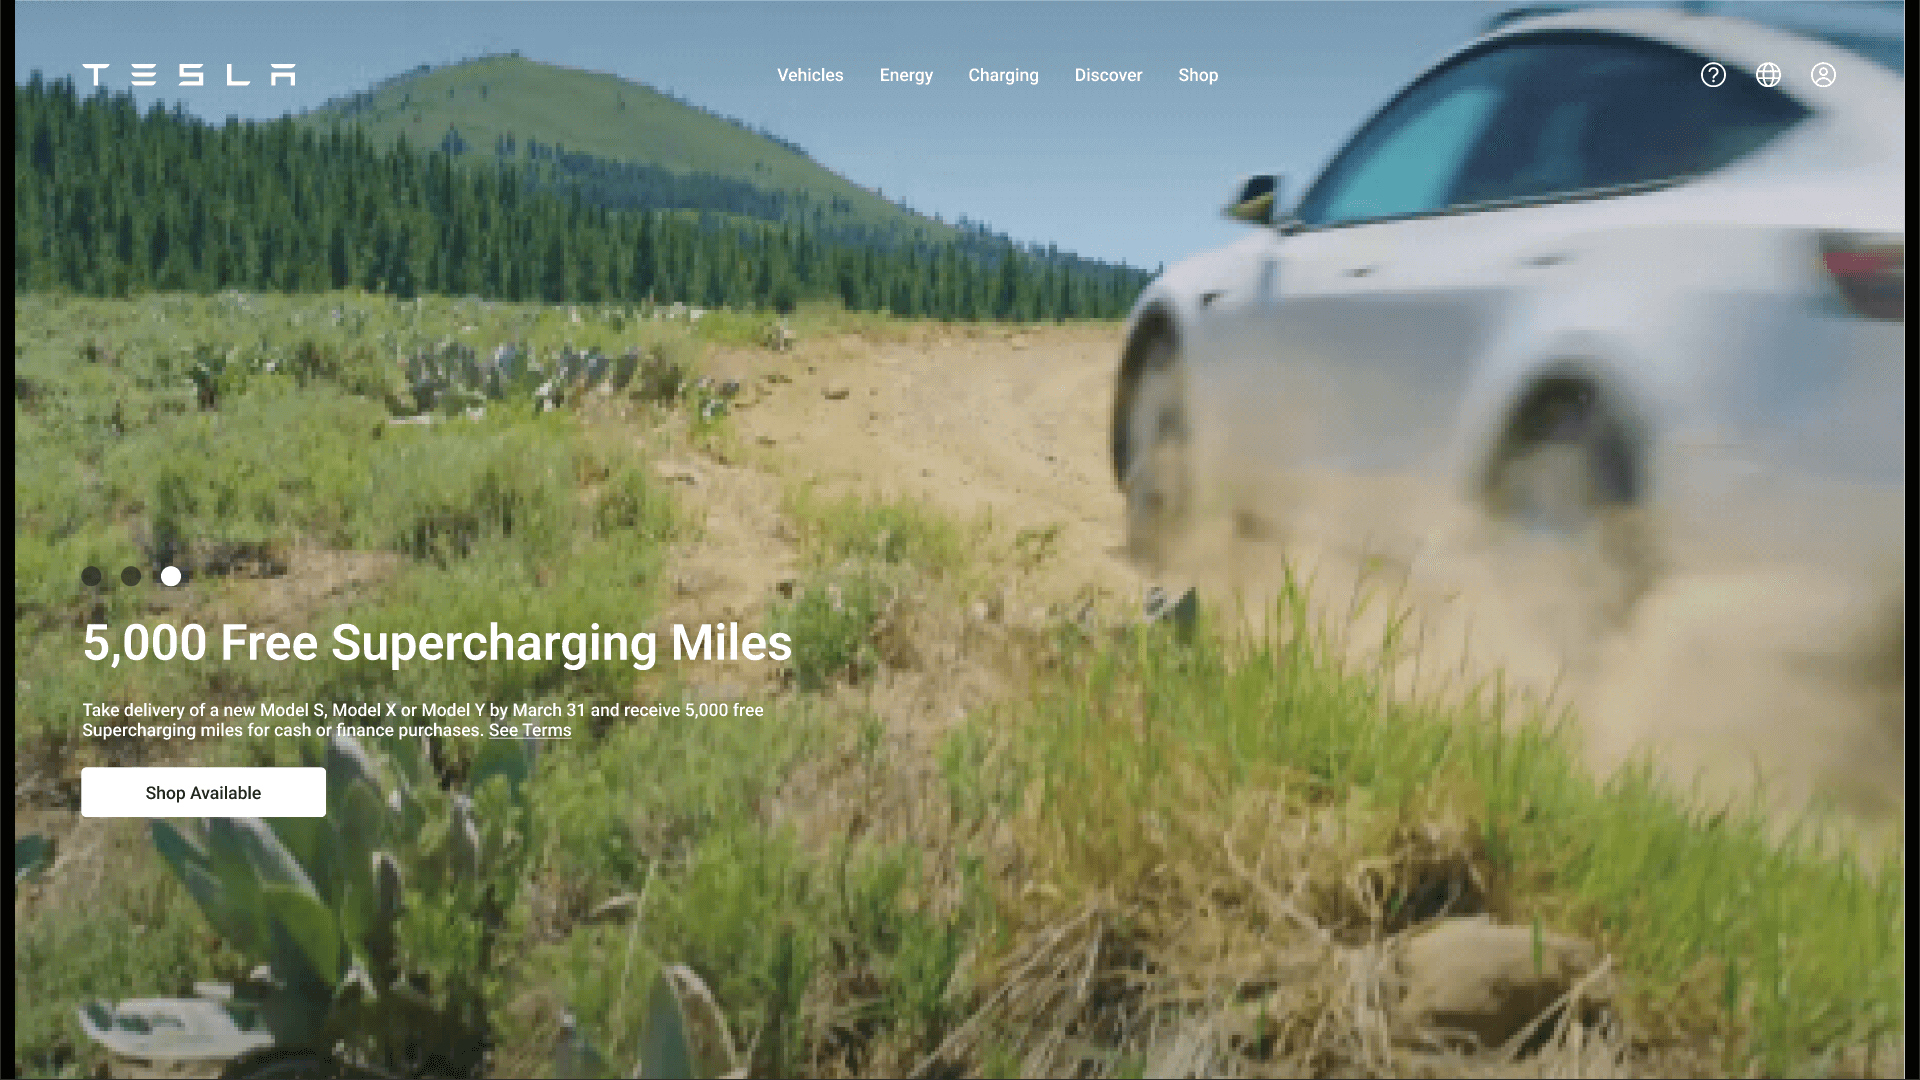 TESLA
Vehicles Energy Charging Discover Shop
5,000 Free Supercharging Miles
Take delivery of a new Model S, Model X or Model Y by March 31 and receive 5,000 free
Supercharging miles for cash or finance purchases. See Terms
Shop Available